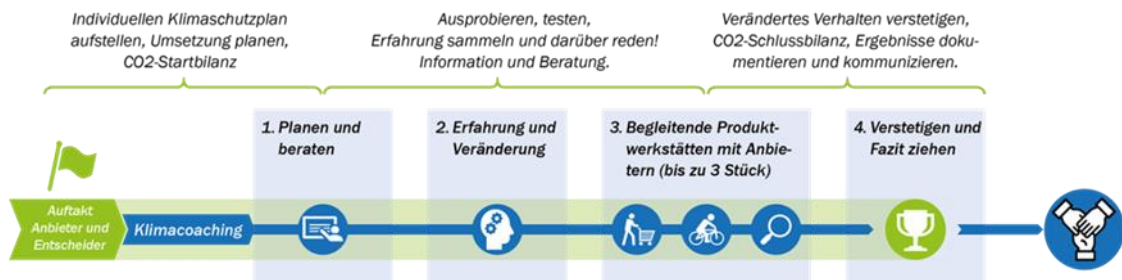 Individuellen Klimaschutzplan
aufstellen, Umsetzung planen,
CO2-Startbilanz
Ausprobieren, testen,
Erfahrung sammeln und darüber reden!
Information und Beratung.
Verändertes Verhalten verstetigen,
CO2-Schlussbilanz, Ergebnisse doku-
mentieren und kommunizieren.
1. Planen und
beraten
2. Erfahrung und
Veränderung
3. Begleitende Produkt-
werkstätten mit Anbie-
tern (bis zu 3 Stück)
4. Verstetigen und
Fazit ziehen
Auftakt
Anbieter und
Entscheider
Klimacoaching